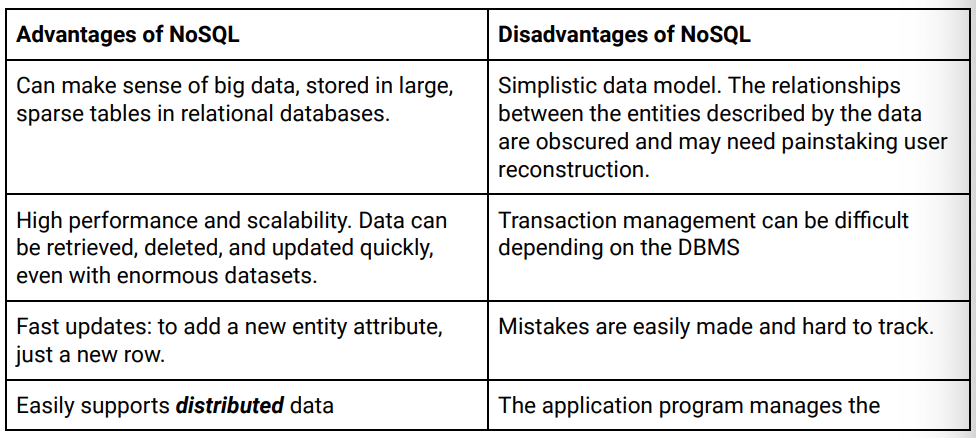 Advantages of NoSQL
Disadvantages of NoSQL
Can make sense of big data, stored in large,
sparse tables in relational databases.
Simplistic data model. The relationships
between the entities described by the data
are obscured and may need painstaking user
reconstruction.
High performance and scalability. Data can
be retrieved, deleted, and updated quickly,
even with enormous datasets.
Transaction management can be difficult
depending on the DBMS
Fast updates: to add a new entity attribute,
just a new row.
Mistakes are easily made and hard to track.
Easily supports distributed data
The application program manages the